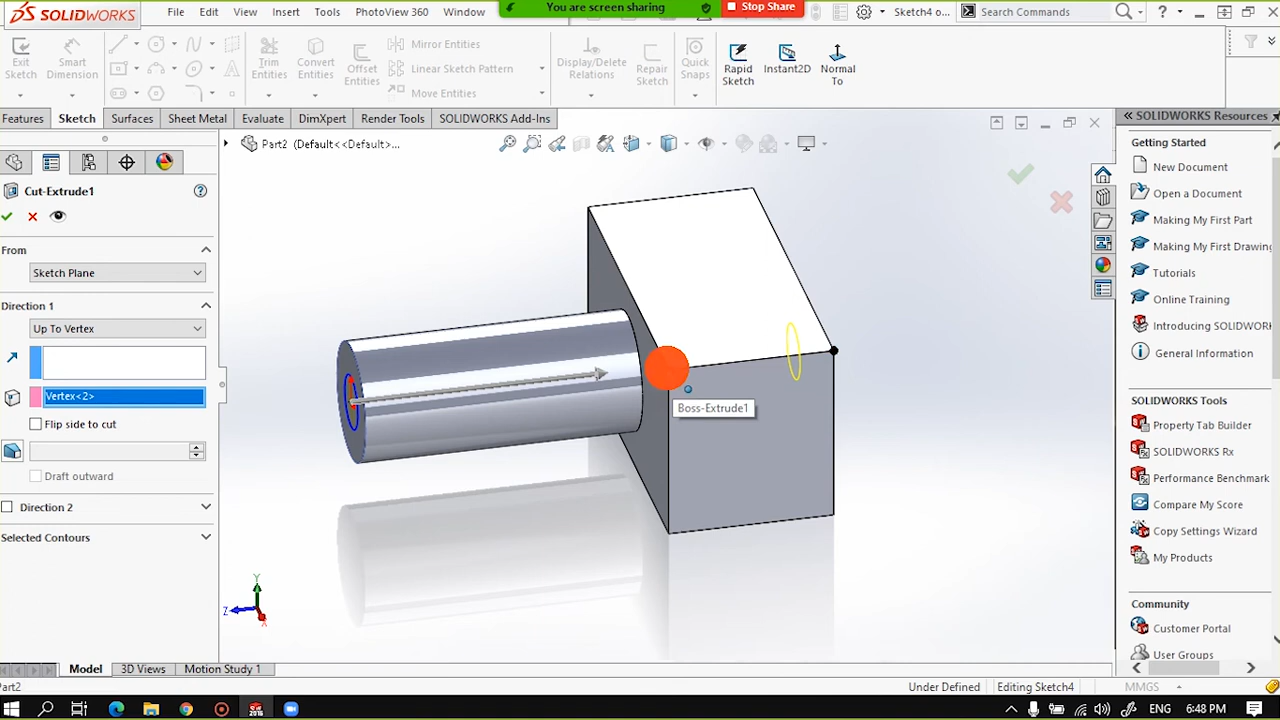 SOLIDWORKS
File Edit View Insert Tools PhotoView 360 Window
You are screen sharing
Stop Share
Sketch4 o...
Search Commands
Exit Sketch
Smart Dimension
Trim Entities
Convert Entities
Offset Entities
Mirror Entities
Linear Sketch Pattern
Move Entities
Display/Delete Relations
Repair Sketch
Quick Snaps
Rapid Sketch
Instant2D
Normal To
Features Sketch Surfaces Sheet Metal Evaluate DimXpert Render Tools SOLIDWORKS Add-Ins
Part2 (Default<<Default>...
Cut-Extrude1
From
Sketch Plane
Direction 1
Up To Vertex
Vertex<2>
Flip side to cut
Draft outward
Direction 2
Selected Contours
Boss-Extrude1
Y
Z
X
SOLIDWORKS Resources
Getting Started
New Document
Open a Document
Making My First Part
Making My First Drawing
Tutorials
Online Training
Introducing SOLIDWOR
General Information
SOLIDWORKS Tools
Property Tab Builder
SOLIDWORKS Rx
Performance Benchmark
Compare My Score
Copy Settings Wizard
My Products
Community
Customer Portal
User Groups
Model 3D Views Motion Study 1
Part2
Under Defined
Editing Sketch4
MMGS
2016
ENG
6:48 PM